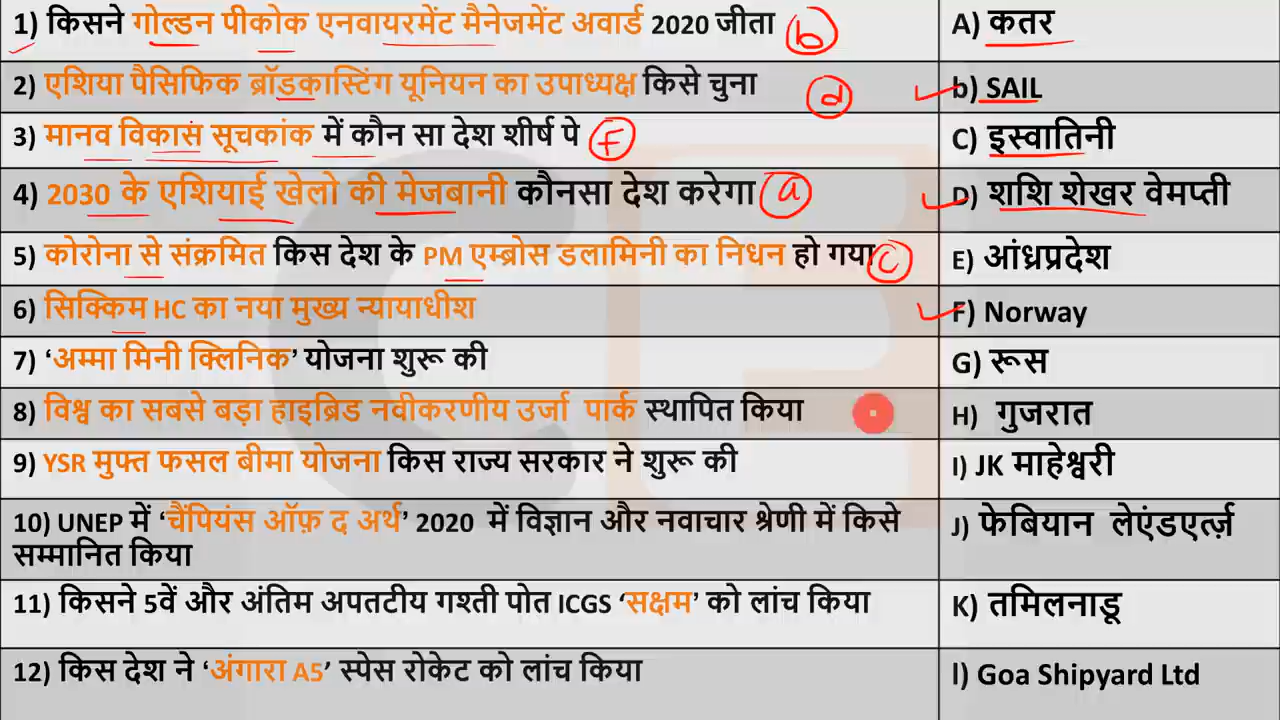 1) किसने गोल्डन पीकोक एनवायरमेंट मैनेजमेंट अवार्ड 2020 जीता b
A) कतर
2) एशिया पैसिफिक ब्रॉडकास्टिंग यूनियन का उपाध्यक्ष किसे चुना d
b) SAIL
3) मानव विकास सूचकांक में कौन सा देश शीर्ष पे F
C) इस्वातिनी
4) 2030 के एशियाई खेलो की मेजबानी कौनसा देश करेगा a
D) शशि शेखर वेमप्ती
5) कोरोना से संक्रमित किस देश के PM एम्ब्रोस डलामिनी का निधन हो गया C
E) आंध्रप्रदेश
6) सिक्किम HC का नया मुख्य न्यायाधीश
F) Norway
7) ‘अम्मा मिनी क्लिनिक’ योजना शुरू की
G) रूस
8) विश्व का सबसे बड़ा हाइब्रिड नवीकरणीय उर्जा पार्क स्थापित किया
H) गुजरात
9) YSR मुफ्त फसल बीमा योजना किस राज्य सरकार ने शुरू की
I) JK माहेश्वरी
10) UNEP में ‘चैंपियंस ऑफ़ द अर्थ’ 2020 में विज्ञान और नवाचार श्रेणी में किसे
सम्मानित किया
J) फेबियान लेएंडएर्त्ज़
11) किसने 5वें और अंतिम अपतटीय गश्ती पोत ICGS ‘सक्षम’ को लांच किया
K) तमिलनाडू
12) किस देश ने ‘अंगारा A5’ स्पेस रोकेट को लांच किया
l) Goa Shipyard Ltd